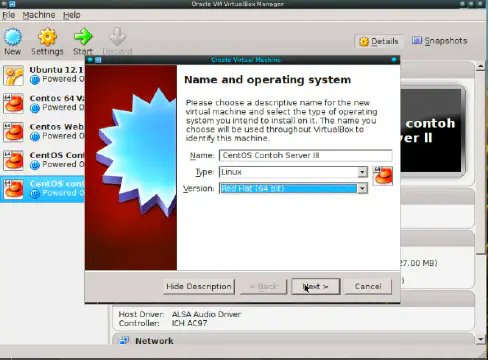 Oracle VM VirtualBox Manager
File Machine Help
New Settings Start Discard
Details Snapshots
Ubuntu 12.1
Powered O
Centos 64 Va
Powered O
Centos Web
Powered O
CentOS Cont
Powered O
CentOS cont
Powered O
Create Virtual Machine
Name and operating system
Please choose a descriptive name for the new
virtual machine and select the type of operating
system you intend to install on it. The name you
choose will be used throughout VirtualBox to
identify this machine.
Name: CentOS Contoh Server III
Type: Linux
Version: Red Hat (64 bit)
64
Hide Description < Back Next > Cancel
contoh
er II
27.00 MB)
Host Driver: ALSA Audio Driver
Controller: ICH AC97
Network